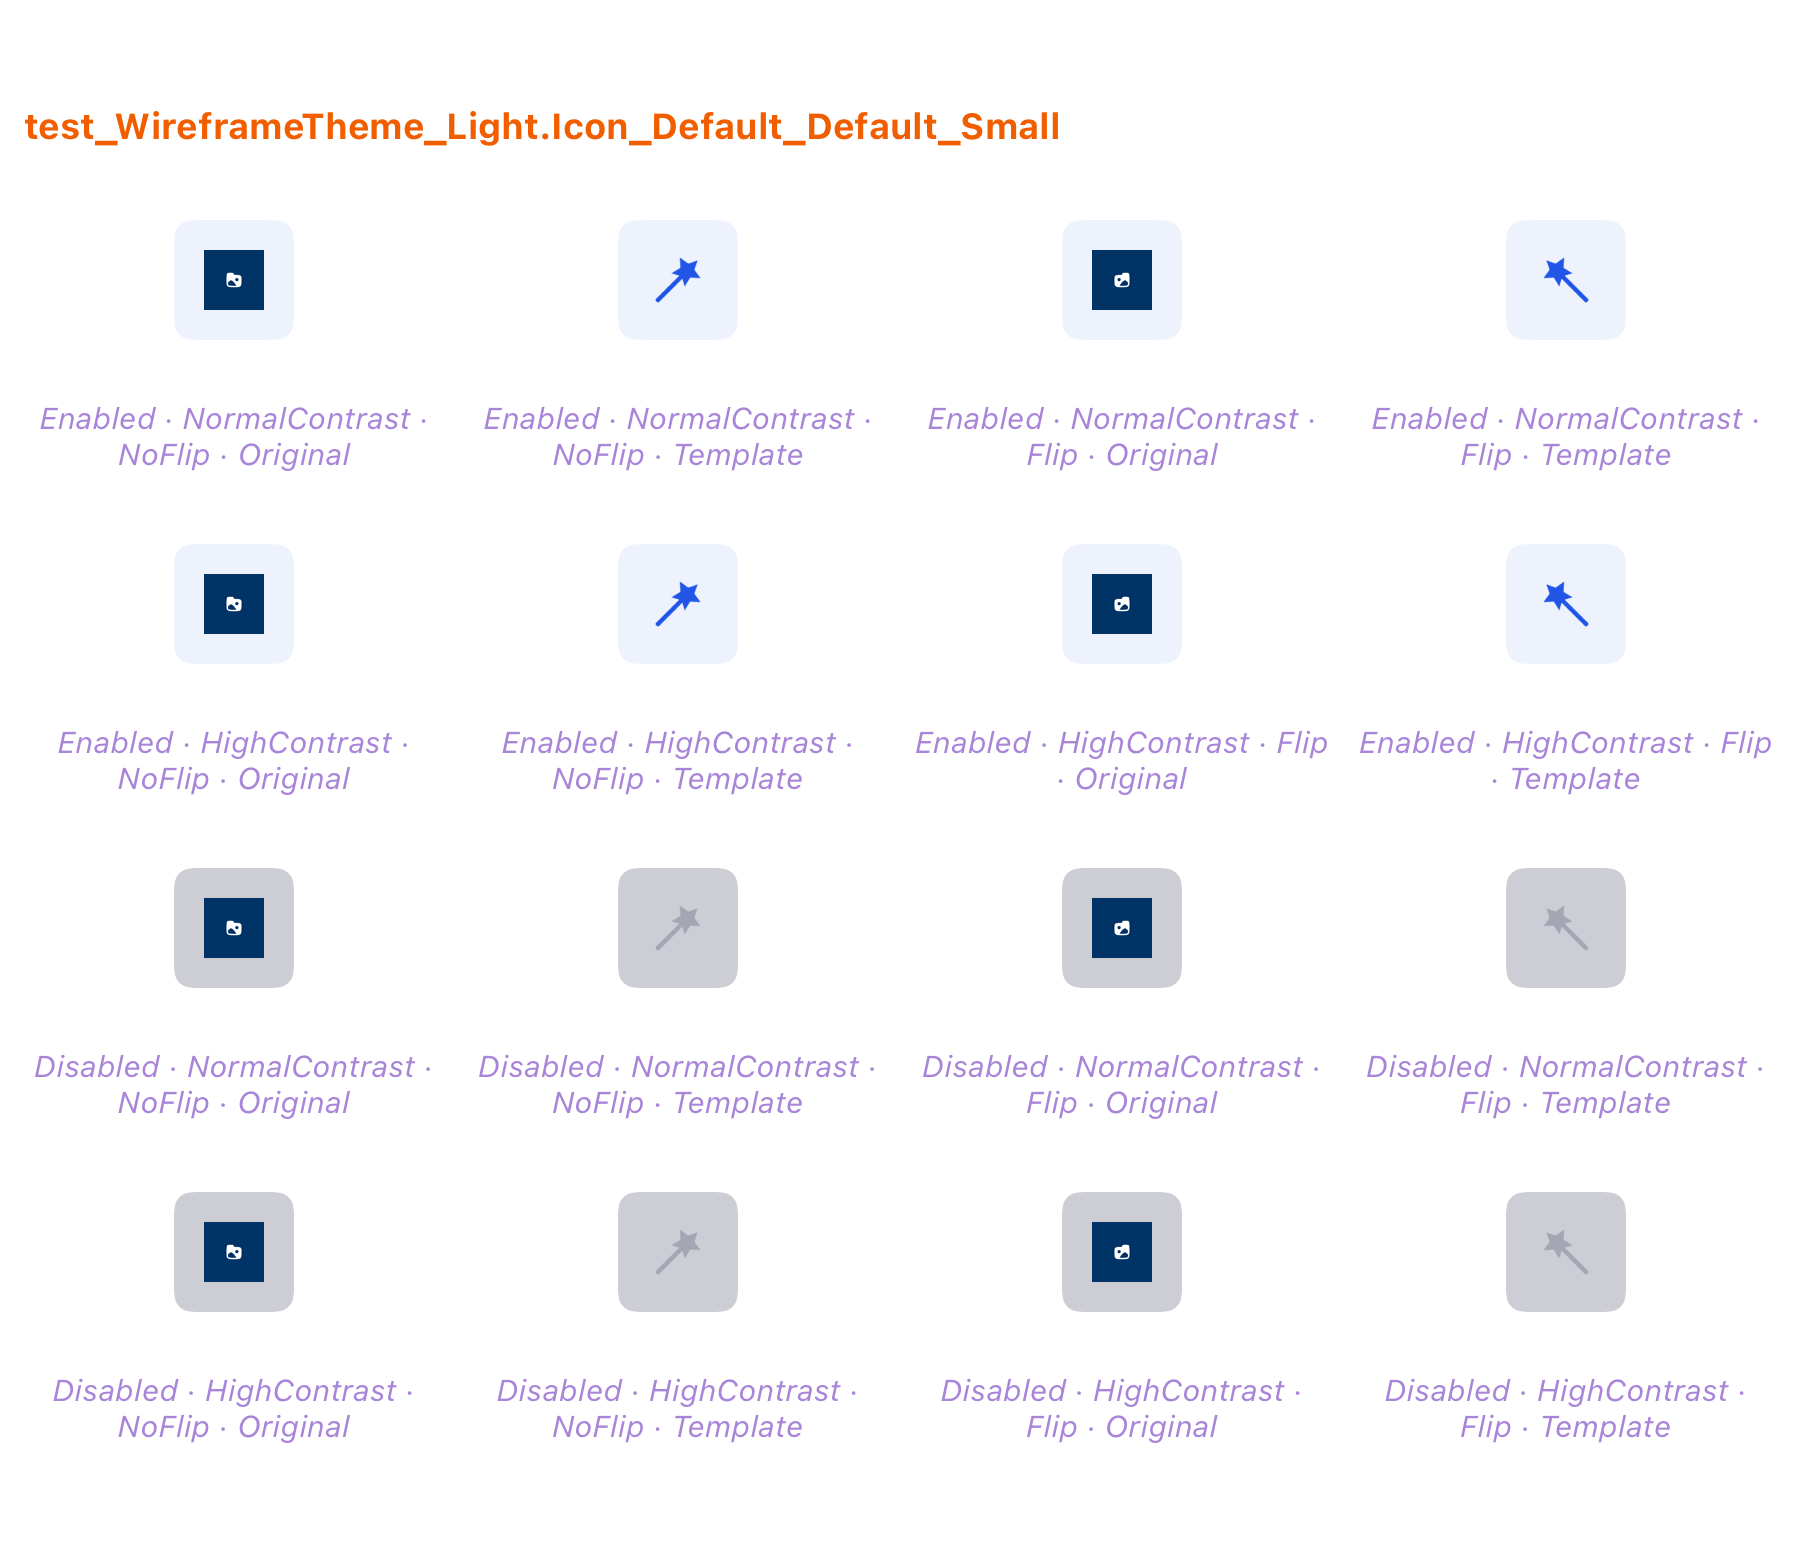 test_WireframeTheme_Light.Icon_Default_Default_Small
Enabled · NormalContrast ·
NoFlip · Original
Enabled · NormalContrast ·
NoFlip · Template
Enabled · NormalContrast ·
Flip · Original
Enabled · NormalContrast ·
Flip · Template
Enabled · HighContrast ·
NoFlip · Original
Enabled · HighContrast ·
NoFlip · Template
Enabled · HighContrast · Flip
· Original
Enabled · HighContrast · Flip
· Template
Disabled · NormalContrast ·
NoFlip · Original
Disabled · NormalContrast ·
NoFlip · Template
Disabled · NormalContrast ·
Flip · Original
Disabled · NormalContrast ·
Flip · Template
Disabled · HighContrast ·
NoFlip · Original
Disabled · HighContrast ·
NoFlip · Template
Disabled · HighContrast ·
Flip · Original
Disabled · HighContrast ·
Flip · Template